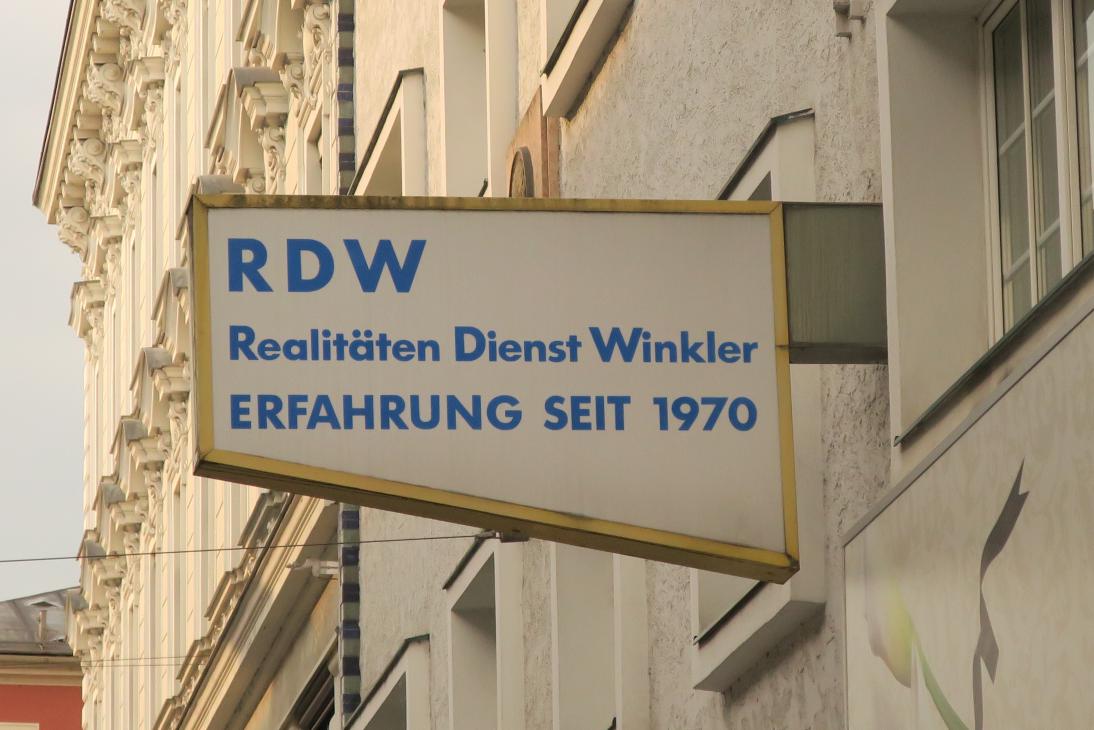 RDW
Realitäten Dienst Winkler
ERFAHRUNG SEIT 1970